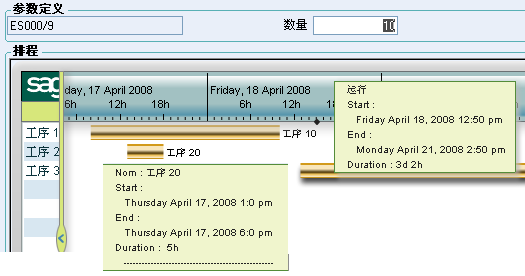 参数定义
ES000/9
数量
10
排程
sag
day, 17 April 2008
Friday, 18 April 2008
6h 12h 18h 6h 12h
工序 1
工序 10
工序 2
工序 20
工序 3
运行
Start :
Friday April 18, 2008 12:50 pm
End :
Monday April 21, 2008 2:50 pm
Duration : 3d 2h
Nom : 工序 20
Start :
Thursday April 17, 2008 1:0 pm
End :
Thursday April 17, 2008 6:0 pm
Duration : 5h